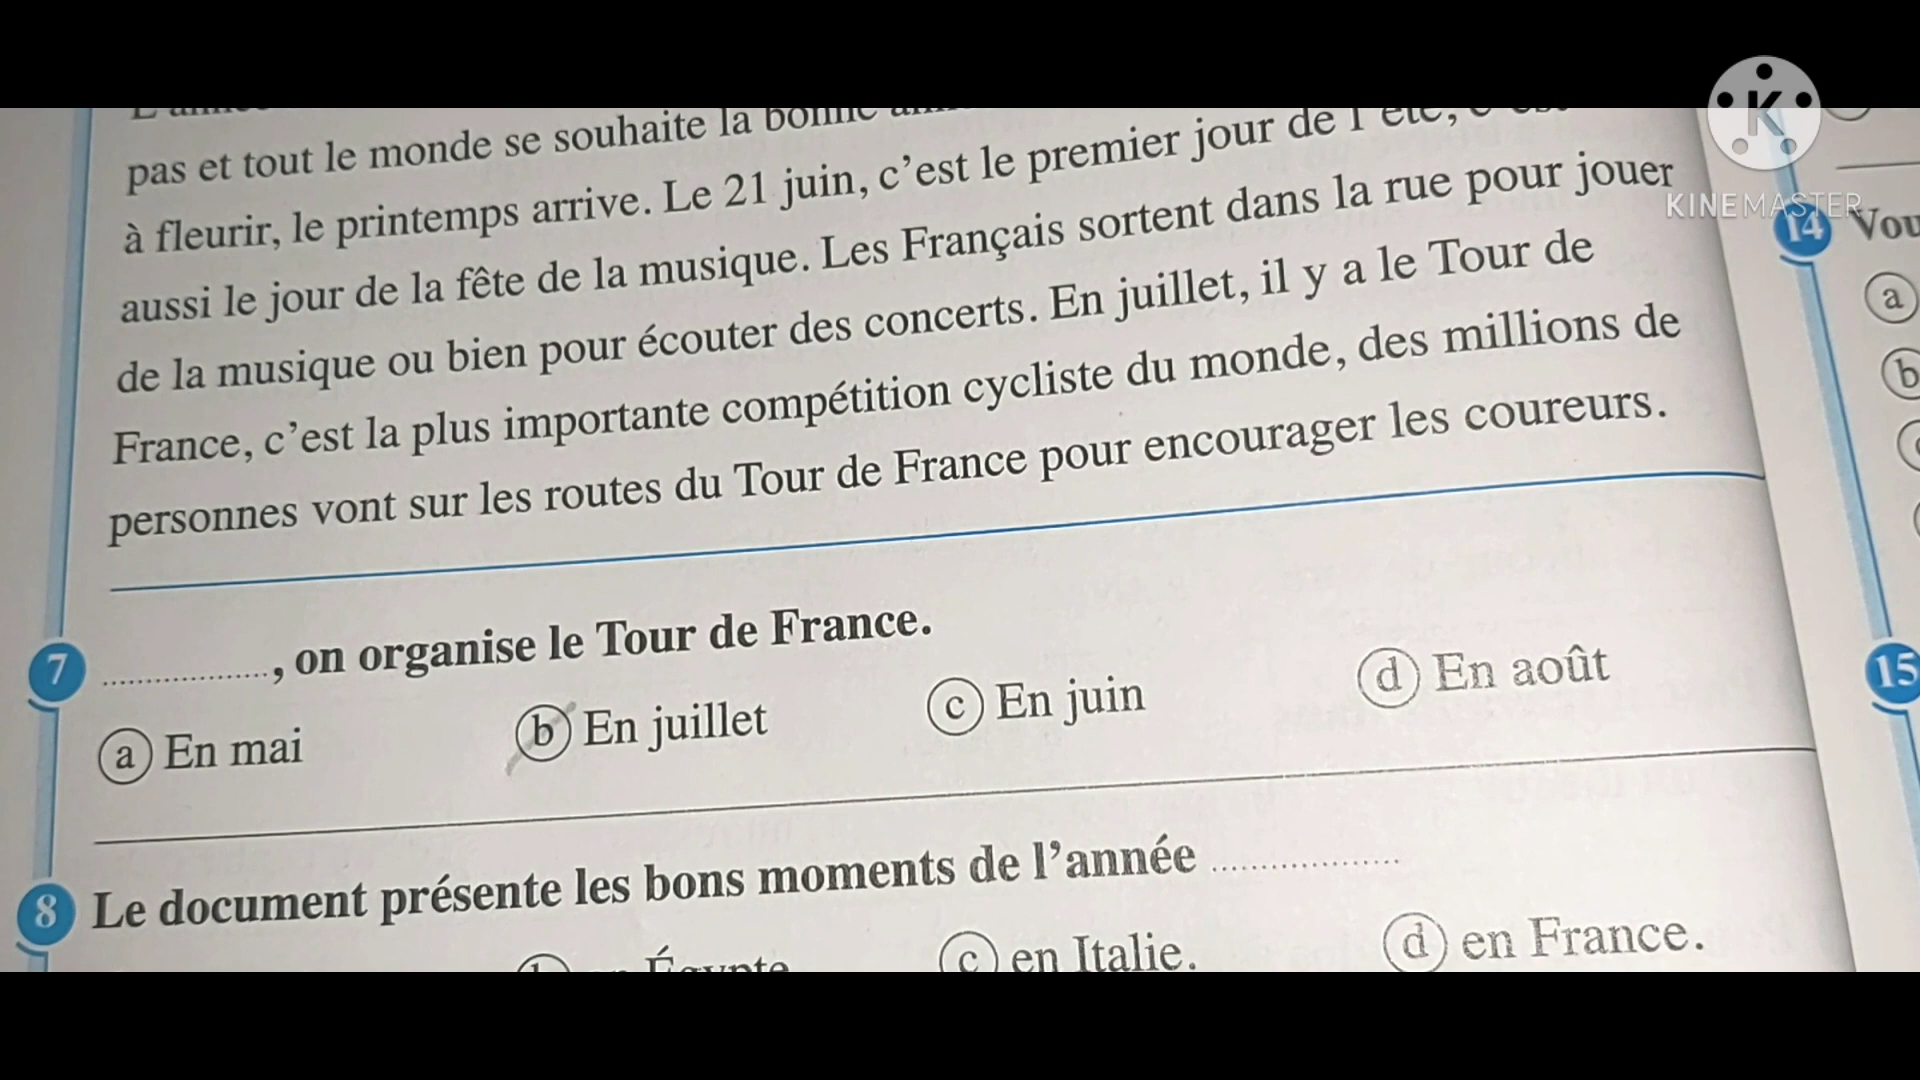 pas et tout le monde se souhaite la bonne
à fleurir, le printemps arrive. Le 21 juin, c'est le premier jour de l'été, c'est
aussi le jour de la fête de la musique. Les Français sortent dans la rue pour jouer
de la musique ou bien pour écouter des concerts. En juillet, il y a le Tour de
France, c'est la plus importante compétition cycliste du monde, des millions de
personnes vont sur les routes du Tour de France pour encourager les coureurs.
7 .................., on organise le Tour de France.
a En mai b En juillet c En juin d En août
8 Le document présente les bons moments de l'année ..................
c en Italie. d en France.
K
KINEMASTER
14 Vou
a
b
15